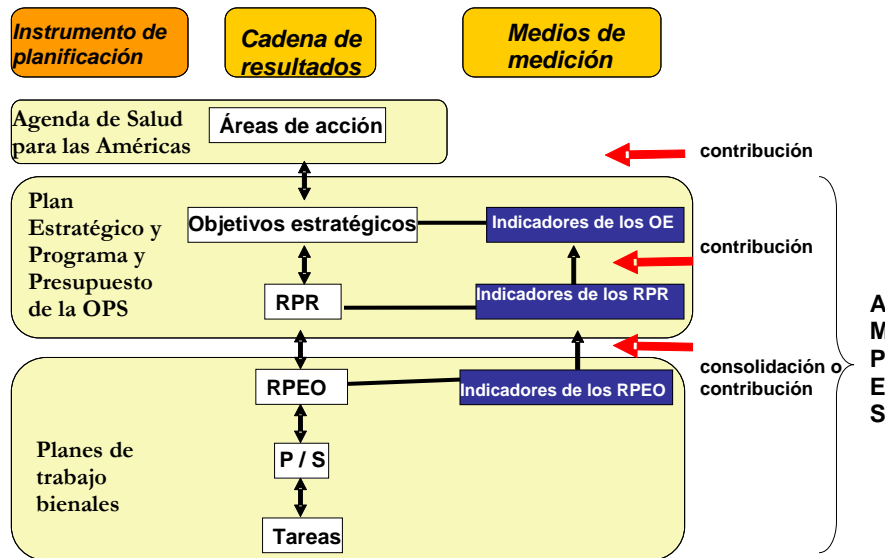 Instrumento de
planificación
Cadena de
resultados
Medios de
medición
Agenda de Salud
para las Américas
Áreas de acción
contribución
Plan
Estratégico y
Programa y
Presupuesto
de la OPS
Objetivos estratégicos
Indicadores de los OE
contribución
RPR
Indicadores de los RPR
consolidación o
contribución
RPEO
Indicadores de los RPEO
Planes de
trabajo
bienales
P / S
Tareas
A
M
P
E
S